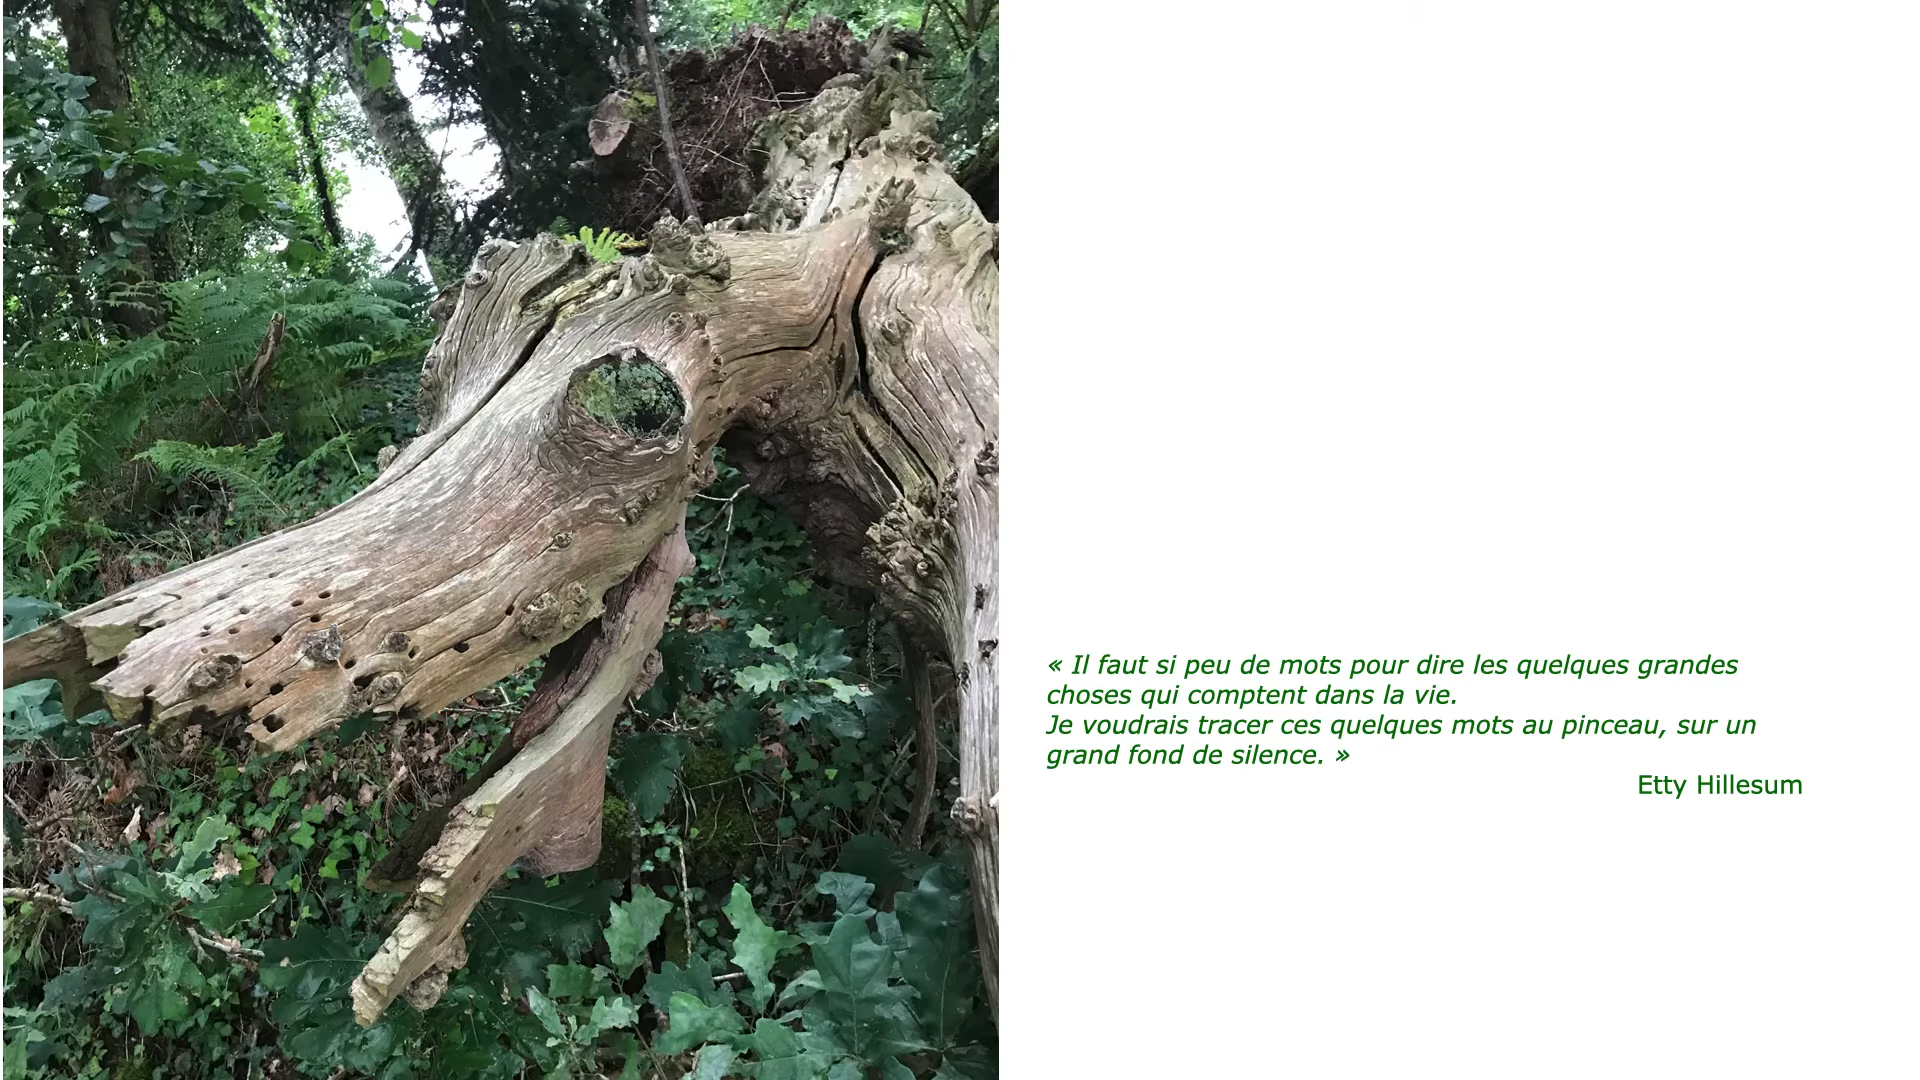 « Il faut si peu de mots pour dire les quelques grandes
choses qui comptent dans la vie.
Je voudrais tracer ces quelques mots au pinceau, sur un
grand fond de silence. »
Etty Hillesum